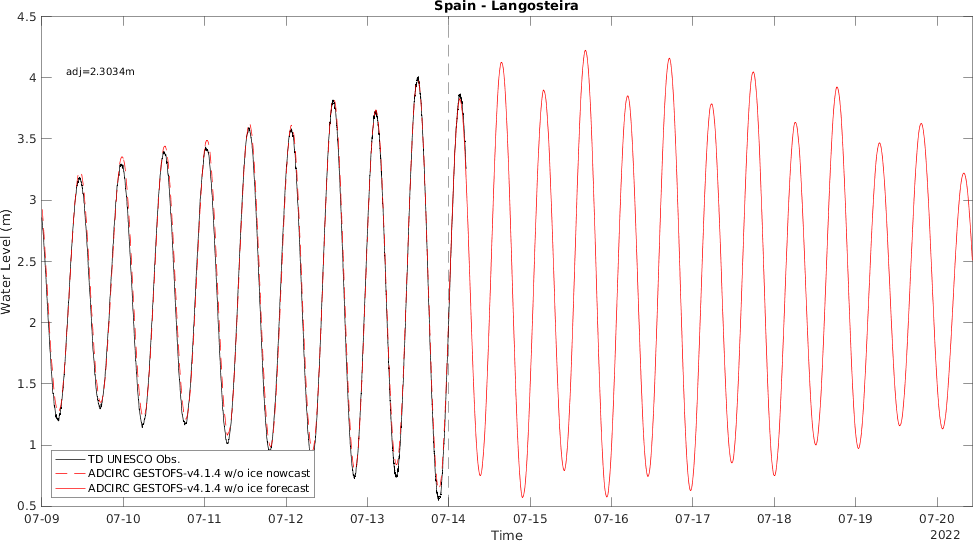 Spain - Langosteira
adj=2.3034m
Water Level (m)
4.5
4
3.5
3
2.5
2
1.5
1
0.5
TD UNESCO Obs.
ADCIRC GESTOFS-v4.1.4 w/o ice nowcast
ADCIRC GESTOFS-v4.1.4 w/o ice forecast
07-09 07-10 07-11 07-12 07-13 07-14 07-15 07-16 07-17 07-18 07-19 07-20
Time
2022